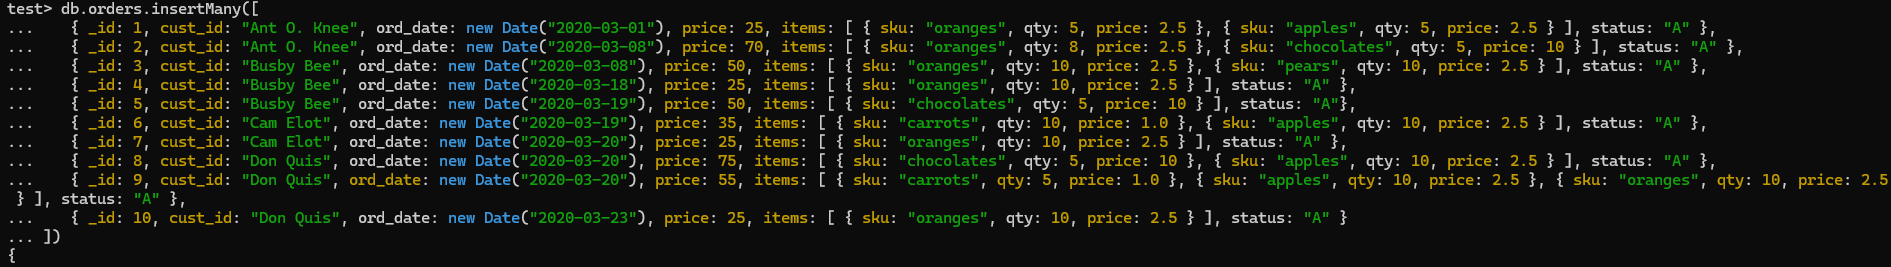 test> db.orders.insertMany([
...    { _id: 1, cust_id: "Ant O. Knee", ord_date: new Date("2020-03-01"), price: 25, items: [ { sku: "oranges", qty: 5, price: 2.5 }, { sku: "apples", qty: 5, price: 2.5 } ], status: "A" },
...    { _id: 2, cust_id: "Ant O. Knee", ord_date: new Date("2020-03-08"), price: 70, items: [ { sku: "oranges", qty: 8, price: 2.5 }, { sku: "chocolates", qty: 5, price: 10 } ], status: "A" },
...    { _id: 3, cust_id: "Busby Bee", ord_date: new Date("2020-03-08"), price: 50, items: [ { sku: "oranges", qty: 10, price: 2.5 }, { sku: "pears", qty: 10, price: 2.5 } ], status: "A" },
...    { _id: 4, cust_id: "Busby Bee", ord_date: new Date("2020-03-18"), price: 25, items: [ { sku: "oranges", qty: 10, price: 2.5 } ], status: "A" },
...    { _id: 5, cust_id: "Busby Bee", ord_date: new Date("2020-03-19"), price: 50, items: [ { sku: "chocolates", qty: 5, price: 10 } ], status: "A"},
...    { _id: 6, cust_id: "Cam Elot", ord_date: new Date("2020-03-19"), price: 35, items: [ { sku: "carrots", qty: 10, price: 1.0 }, { sku: "apples", qty: 10, price: 2.5 } ], status: "A" },
...    { _id: 7, cust_id: "Cam Elot", ord_date: new Date("2020-03-20"), price: 25, items: [ { sku: "oranges", qty: 10, price: 2.5 } ], status: "A" },
...    { _id: 8, cust_id: "Don Quis", ord_date: new Date("2020-03-20"), price: 75, items: [ { sku: "chocolates", qty: 5, price: 10 }, { sku: "apples", qty: 10, price: 2.5 } ], status: "A" },
...    { _id: 9, cust_id: "Don Quis", ord_date: new Date("2020-03-20"), price: 55, items: [ { sku: "carrots", qty: 5, price: 1.0 }, { sku: "apples", qty: 10, price: 2.5 }, { sku: "oranges", qty: 10, price: 2.5
 } ], status: "A" },
...    { _id: 10, cust_id: "Don Quis", ord_date: new Date("2020-03-23"), price: 25, items: [ { sku: "oranges", qty: 10, price: 2.5 } ], status: "A" }
... ])
{